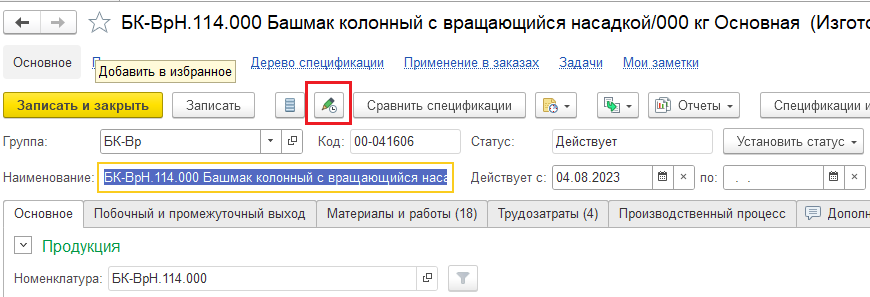 БК-ВрН.114.000 Башмак колонный с вращающийся насадкой/000 кг Основная (Изгото
Основное Дерево спецификации Применение в заказах Задачи Мои заметки
Добавить в избранное
Записать и закрыть Записать Сравнить спецификации Отчеты Спецификации и
Группа: БК-Вр Код: 00-041606 Статус: Действует Установить статус
Наименование: БК-ВрН.114.000 Башмак колонный с вращающийся наса Действует с: 04.08.2023 по: . .
Основное Побочный и промежуточный выход Материалы и работы (18) Трудозатраты (4) Производственный процесс Дополн
Продукция
Номенклатура: БК-ВрН.114.000